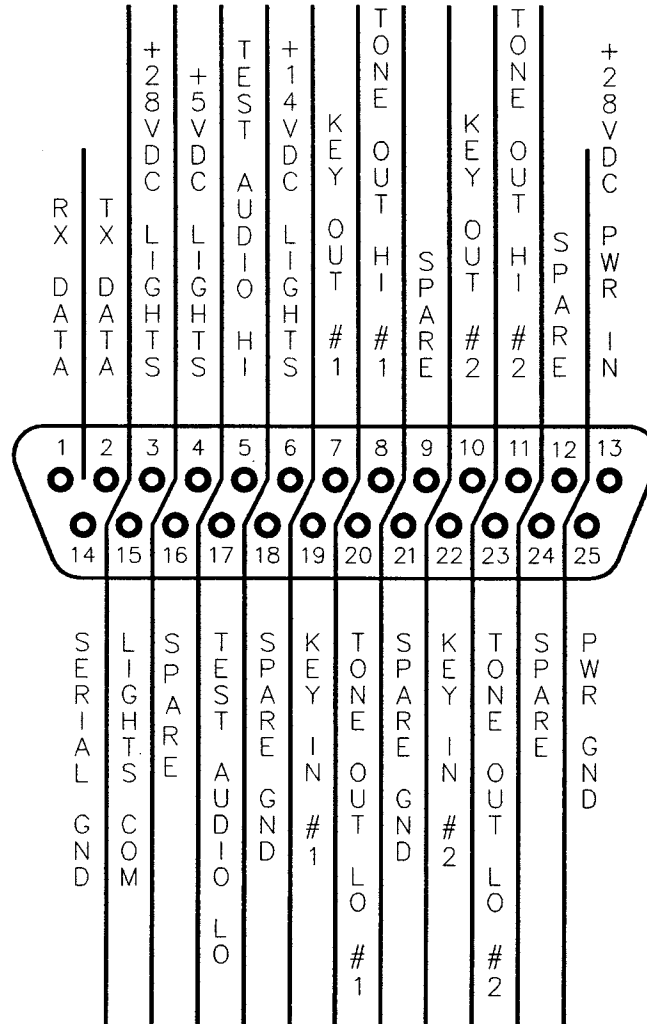 RX DATA
TX DATA
+28VDC LIGHTS
+5VDC LIGHTS
TEST AUDIO HI
+14VDC LIGHTS
KEY OUT #1
TONE OUT HI #1
SPARE
KEY OUT #2
TONE OUT HI #2
SPARE
+28VDC PWR IN
1 2 3 4 5 6 7 8 9 10 11 12 13
14 15 16 17 18 19 20 21 22 23 24 25
SERIAL GND
LIGHTS COM
SPARE
TEST AUDIO LO
SPARE GND
KEY IN #1
TONE OUT LO #1
SPARE GND
KEY IN #2
TONE OUT LO #2
SPARE
PWR GND